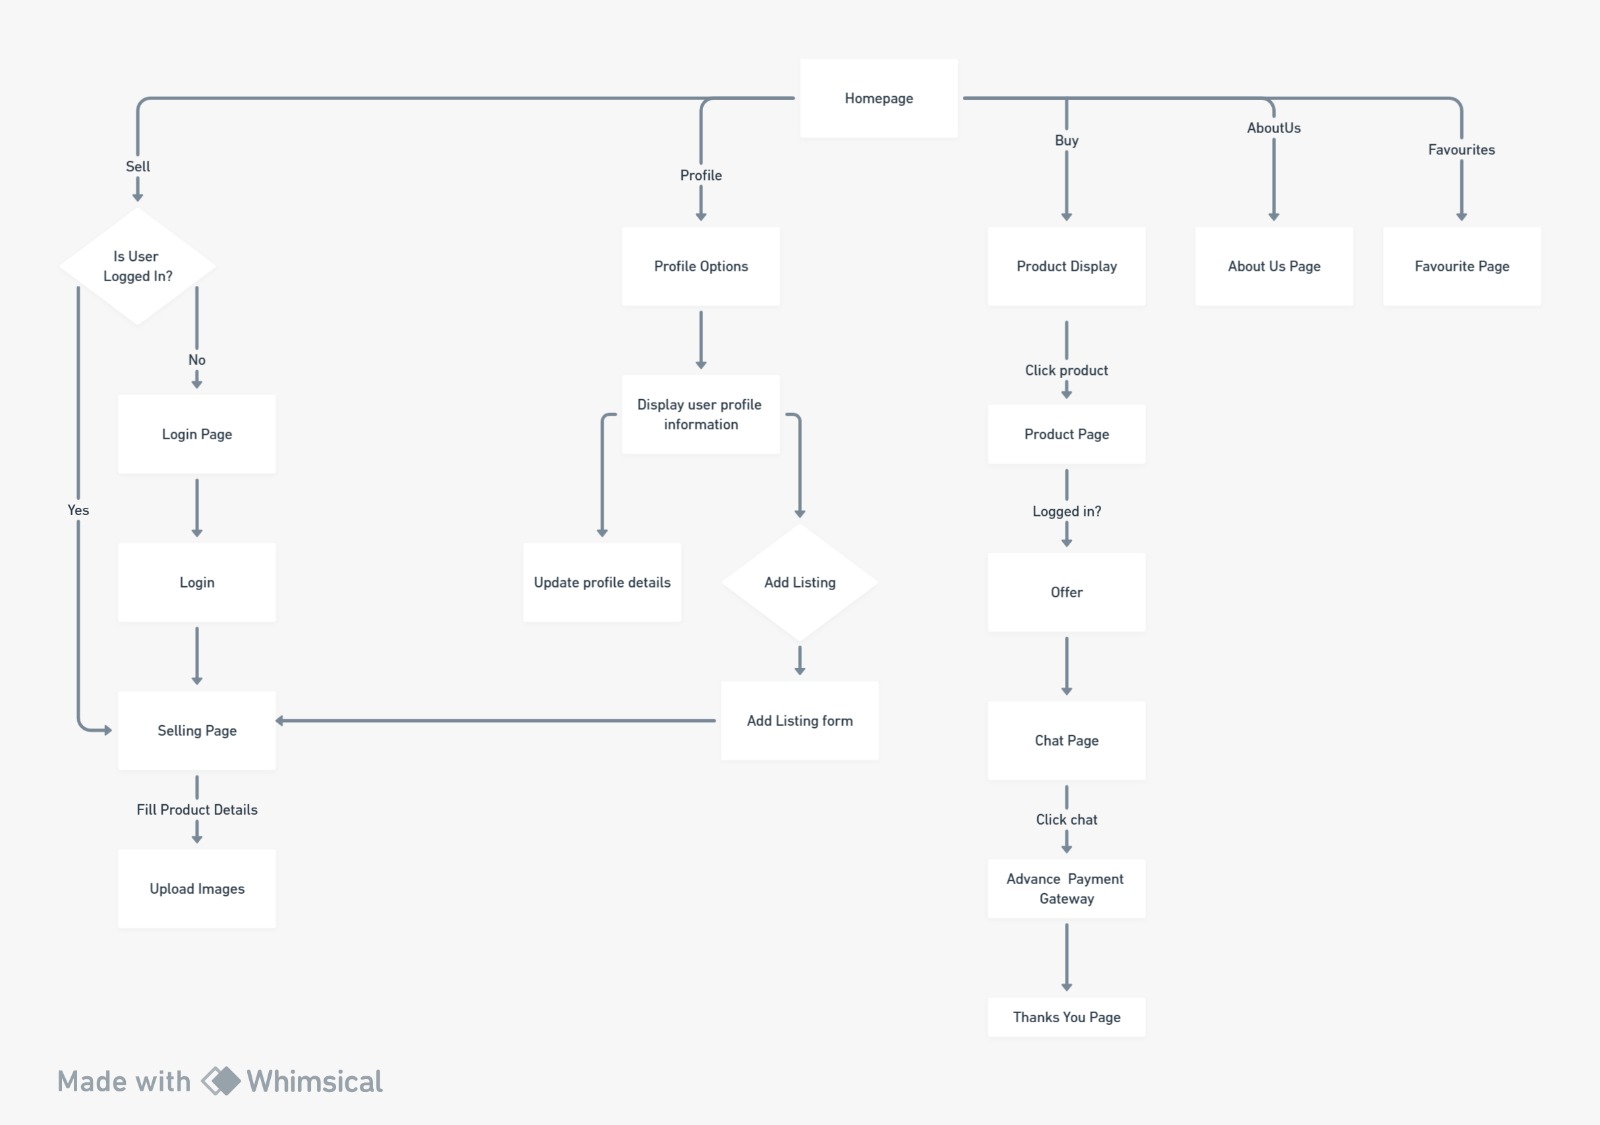 Homepage
AboutUs
Buy
Favourites
Sell
Profile
Is User
Logged In?
Profile Options
Product Display
About Us Page
Favourite Page
No
Click product
Display user profile
information
Login Page
Product Page
Yes
Logged in?
Login
Update profile details
Add Listing
Offer
Selling Page
Add Listing form
Chat Page
Fill Product Details
Click chat
Upload Images
Advance  Payment
Gateway
Thanks You Page
Made with Whimsical